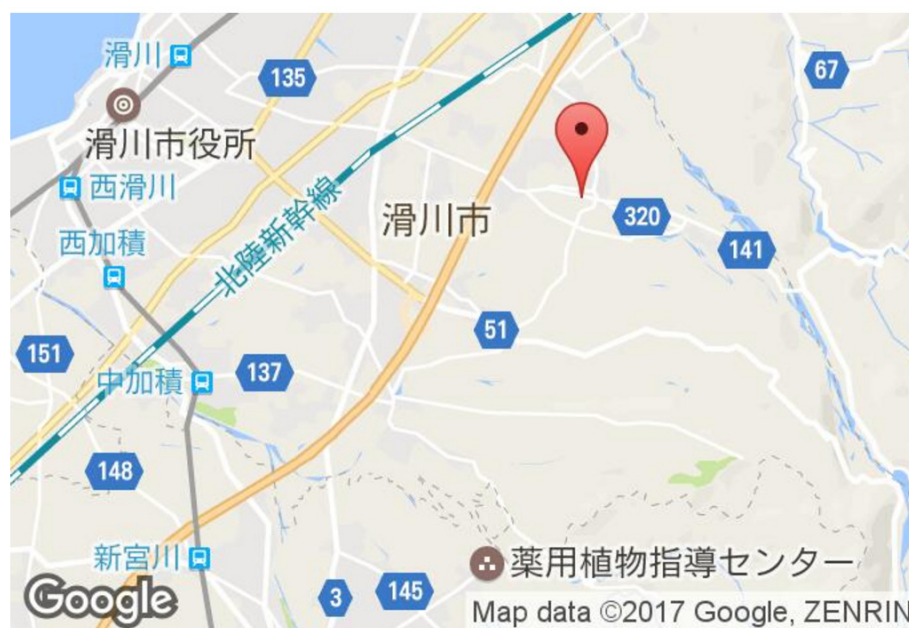 滑川
135
67
滑川市役所
西滑川
北陸新幹線
滑川市
320
西加積
141
51
151
中加積
137
148
新宮川
薬用植物指導センター
3
145
Google
Map data ©2017 Google, ZENRIN